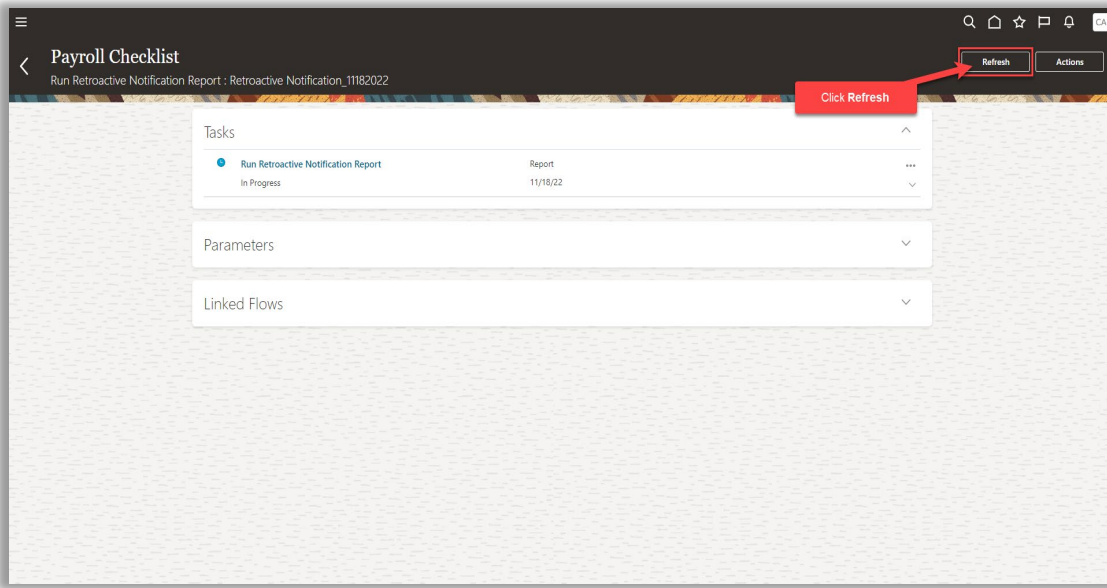 CA
Payroll Checklist
Run Retroactive Notification Report : Retroactive Notification_11182022
Refresh
Actions
Click Refresh
Tasks
Run Retroactive Notification Report
Report
In Progress
11/18/22
Parameters
Linked Flows